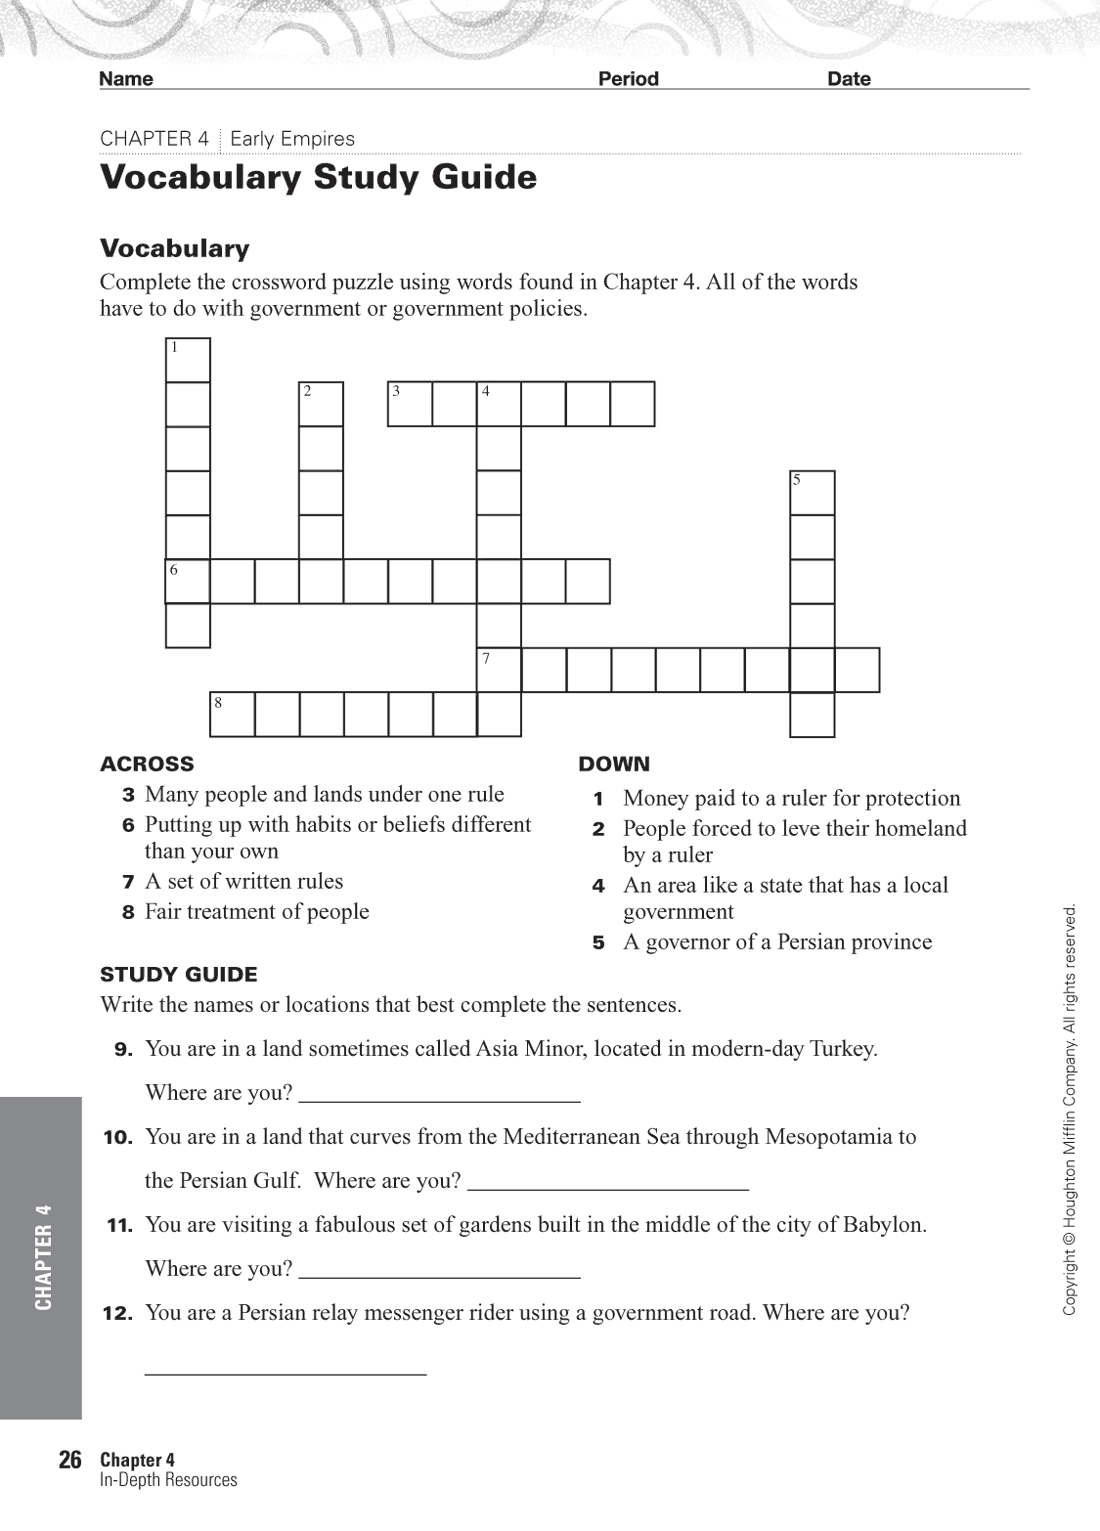 Name Period Date
CHAPTER 4 Early Empires
Vocabulary Study Guide
Vocabulary
Complete the crossword puzzle using words found in Chapter 4. All of the words
have to do with government or government policies.
1
2 3 4
5
6
7
8
ACROSS
3 Many people and lands under one rule
6 Putting up with habits or beliefs different
than your own
7 A set of written rules
8 Fair treatment of people
DOWN
1 Money paid to a ruler for protection
2 People forced to leve their homeland
by a ruler
4 An area like a state that has a local
government
5 A governor of a Persian province
STUDY GUIDE
Write the names or locations that best complete the sentences.
9. You are in a land sometimes called Asia Minor, located in modern-day Turkey.
Where are you?
10. You are in a land that curves from the Mediterranean Sea through Mesopotamia to
the Persian Gulf. Where are you?
11. You are visiting a fabulous set of gardens built in the middle of the city of Babylon.
Where are you?
12. You are a Persian relay messenger rider using a government road. Where are you?
CHAPTER 4
Copyright © Houghton Mifflin Company. All rights reserved.
26 Chapter 4
In-Depth Resources